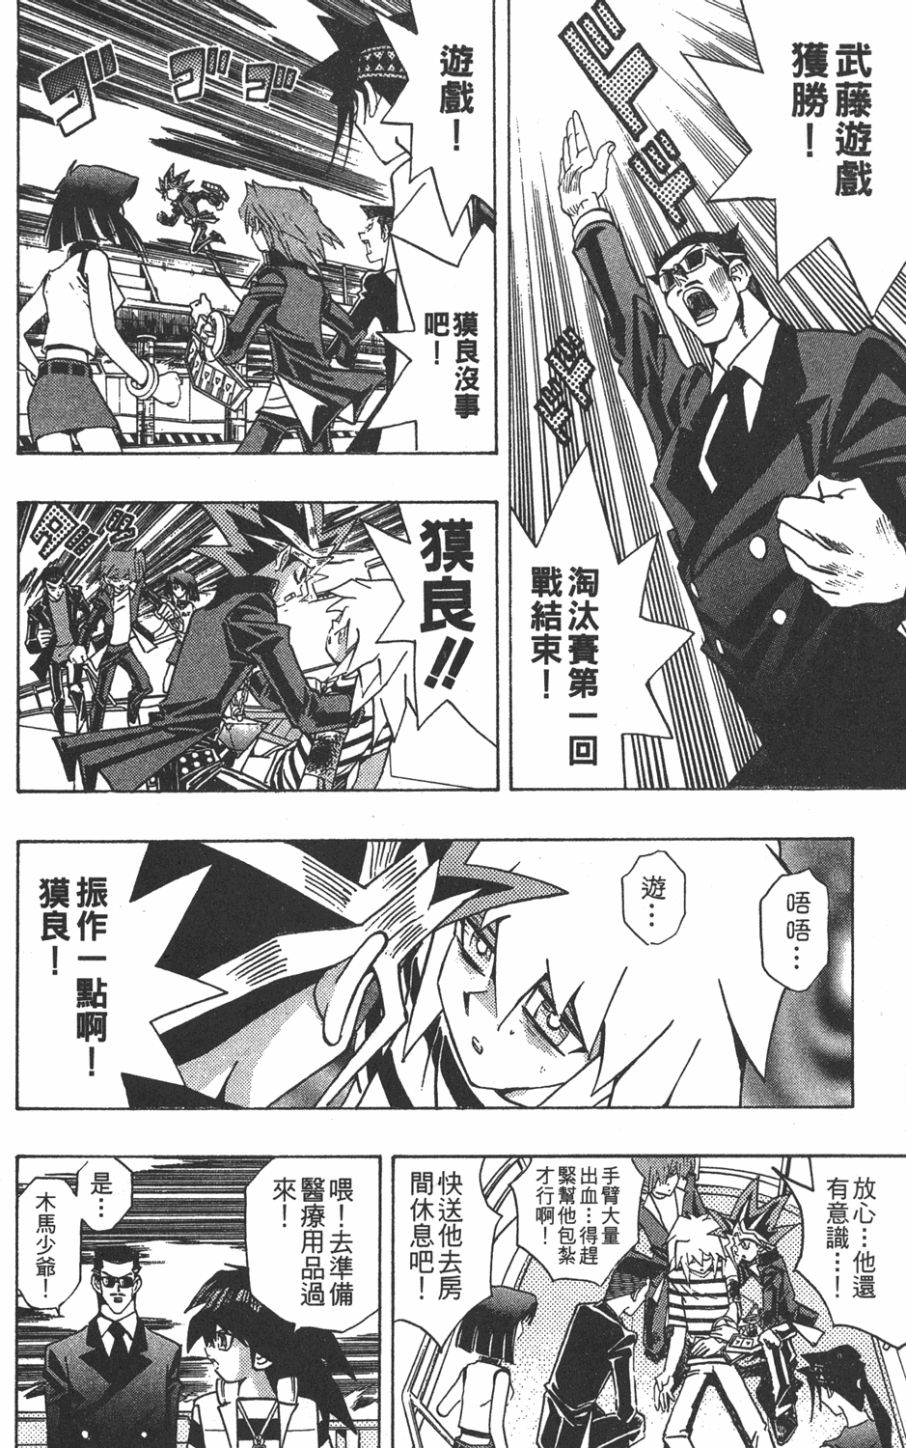 武藤遊戲
獲勝！
淘汰賽第一回
戰結束！
遊戲！
獏良沒事
吧！
ゴゴゴ
獏良!!
唔唔…
遊…
振作一點啊！
獏良！
放心…他還
有意識…！
手臂大量
出血…得趕
緊幫他包紮
才行啊！
快送他去房
間休息吧！
喂！去準備
醫療用品過
來！
是…
木馬少爺！